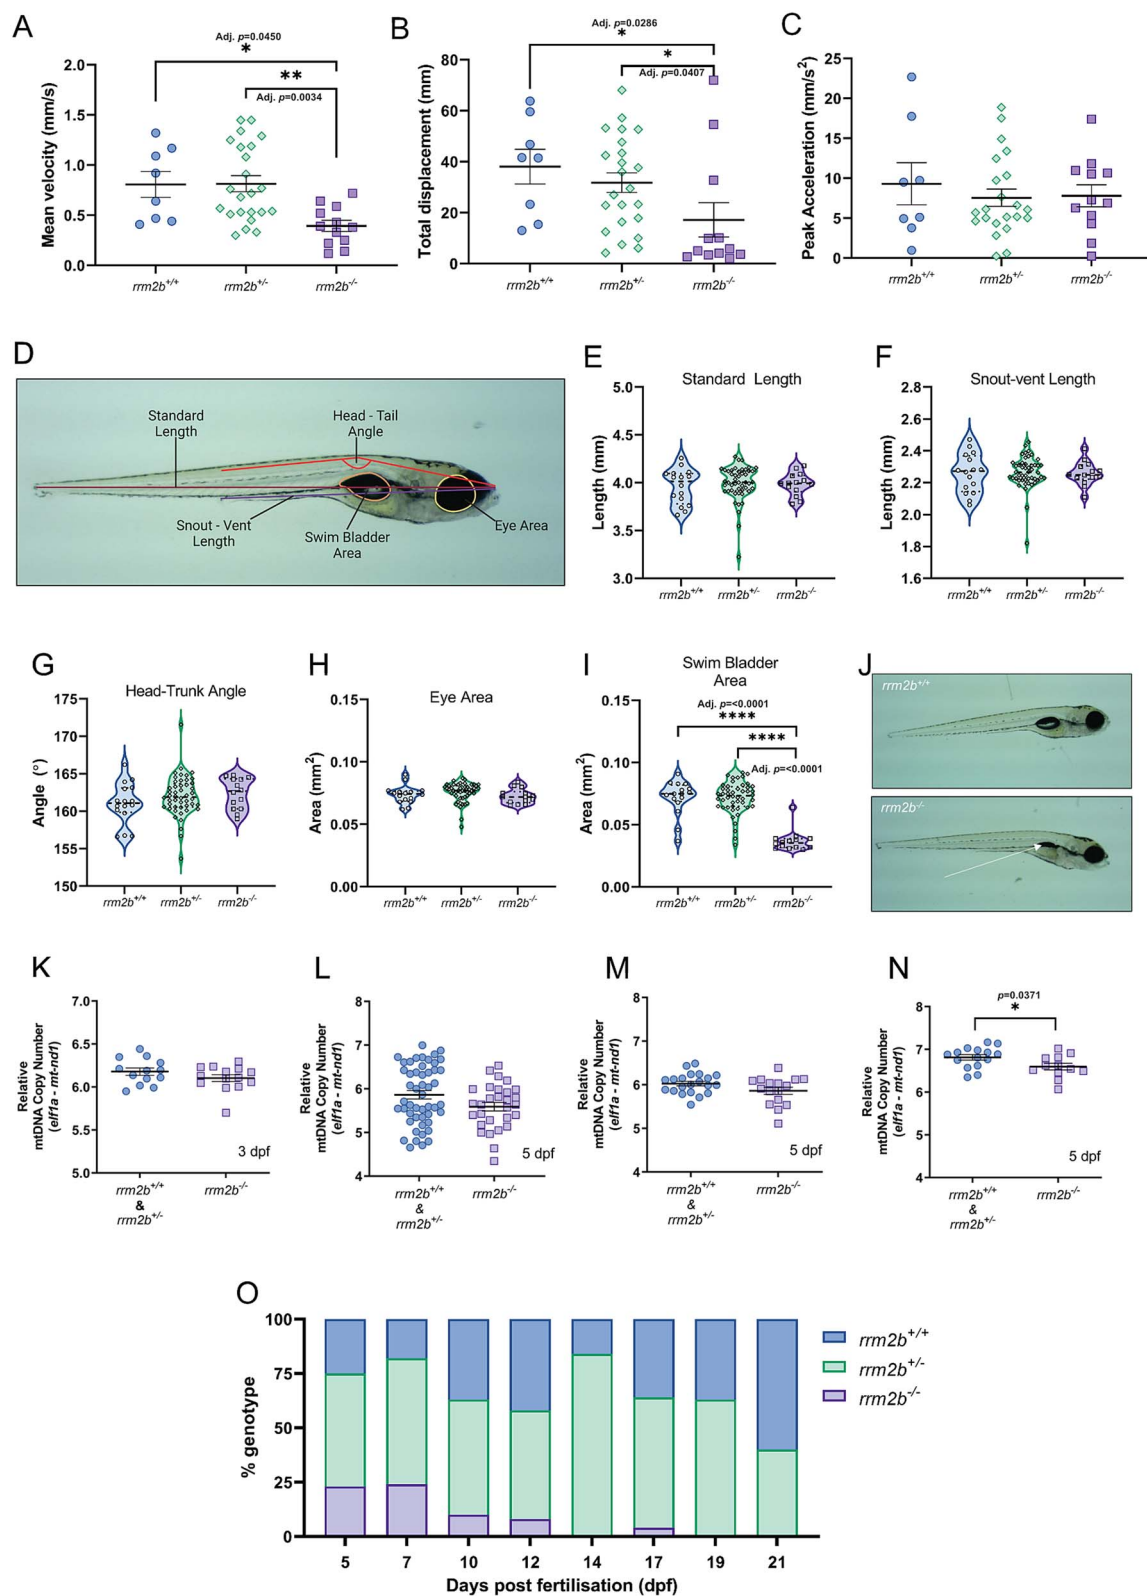 A
Adj. p=0.0450
*
**
Adj. p=0.0034
Mean velocity (mm/s)
2.0
1.5
1.0
0.5
0.0
rrm2b+/+
rrm2b+/-
rrm2b-/-
B
Adj. p=0.0286
*
*
Adj. p=0.0407
Total displacement (mm)
80
60
40
20
0
rrm2b+/+
rrm2b+/-
rrm2b-/-
C
Peak Acceleration (mm/s2)
25
20
15
10
5
0
rrm2b+/+
rrm2b+/-
rrm2b-/-
D
Standard
Length
Head - Tail
Angle
Snout - Vent
Length
Swim Bladder
Area
Eye Area
E
Standard Length
Length (mm)
5.0
4.5
4.0
3.5
3.0
rrm2b+/+
rrm2b+/-
rrm2b-/-
F
Snout-vent Length
Length (mm)
2.8
2.6
2.4
2.2
2.0
1.8
1.6
rrm2b+/+
rrm2b+/-
rrm2b-/-
G
Head-Trunk Angle
Angle (°)
175
170
165
160
155
150
rrm2b+/+
rrm2b+/-
rrm2b-/-
H
Eye Area
Area (mm2)
0.15
0.10
0.05
0.00
rrm2b+/+
rrm2b+/-
rrm2b-/-
I
Swim Bladder
Area
Adj. p=<0.0001
****
****
Adj. p=<0.0001
Area (mm2)
0.15
0.10
0.05
0.00
rrm2b+/+
rrm2b+/-
rrm2b-/-
J
rrm2b+/+
rrm2b-/-
K
Relative
mtDNA Copy Number
(elf1a - mt-nd1)
7.0
6.5
6.0
5.5
5.0
3 dpf
rrm2b+/+
&
rrm2b+/-
rrm2b-/-
L
Relative
mtDNA Copy Number
(elf1a - mt-nd1)
8
7
6
5
4
5 dpf
rrm2b+/+
&
rrm2b+/-
rrm2b-/-
M
Relative
mtDNA Copy Number
(elf1a - mt-nd1)
8
7
6
5
4
5 dpf
rrm2b+/+
&
rrm2b+/-
rrm2b-/-
N
p=0.0371
*
Relative
mtDNA Copy Number
(elf1a - mt-nd1)
8
7
6
5
4
5 dpf
rrm2b+/+
&
rrm2b+/-
rrm2b-/-
O
% genotype
100
75
50
25
0
5 7 10 12 14 17 19 21
Days post fertilisation (dpf)
rrm2b+/+
rrm2b+/-
rrm2b-/-